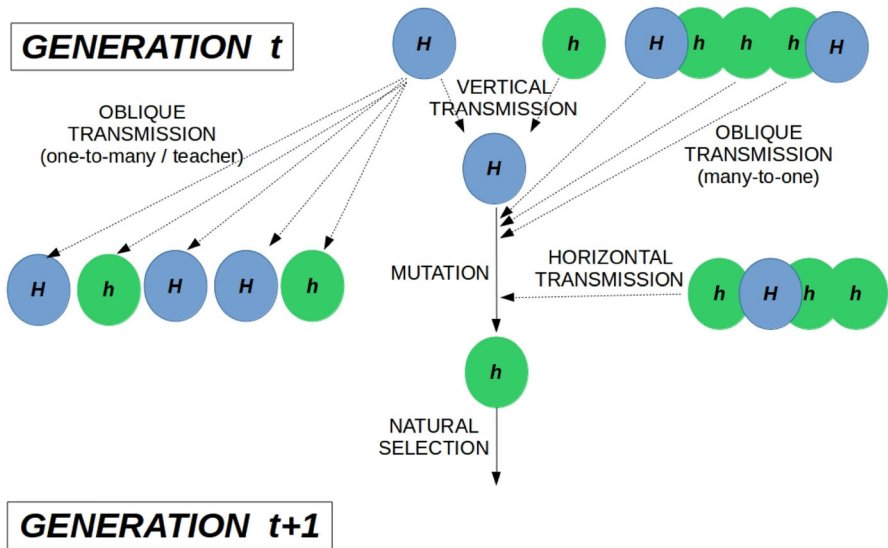 GENERATION t
H
h
H h h h H
VERTICAL
TRANSMISSION
OBLIQUE
TRANSMISSION
(one-to-many / teacher)
OBLIQUE
TRANSMISSION
(many-to-one)
H
H h H H h
MUTATION
HORIZONTAL
TRANSMISSION
h H h h
h
NATURAL
SELECTION
GENERATION t+1